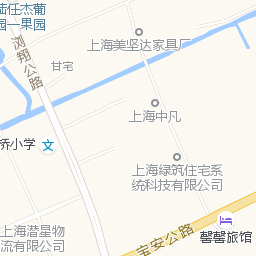 陆任杰葡
萄园一果园
浏翔公路
甘宅
上海美坚达家具厂
上海中凡
桥小学
文
上海绿筑住宅系
统科技有限公司
上海潜星物
流有限公司
宝安公路
馨馨旅馆